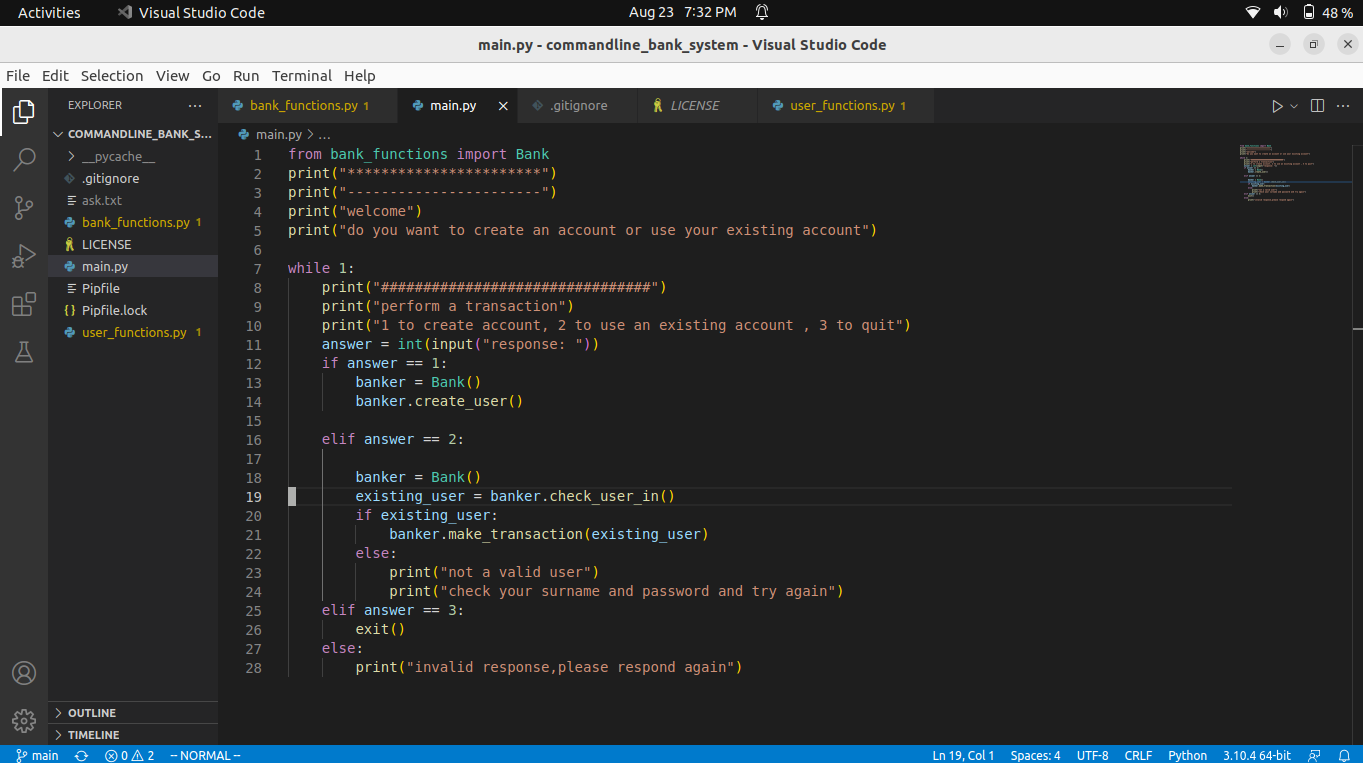 Activities Visual Studio Code Aug 23 7:32 PM 48 %
main.py - commandline_bank_system - Visual Studio Code
File Edit Selection View Go Run Terminal Help
EXPLORER ...
bank_functions.py 1 main.py .gitignore LICENSE user_functions.py 1 ...
COMMANDLINE_BANK_S...
__pycache__
.gitignore
ask.txt
bank_functions.py 1
LICENSE
main.py
Pipfile
{} Pipfile.lock
user_functions.py 1
OUTLINE
TIMELINE
main.py > ...
1 from bank_functions import Bank
2 print("***********************")
3 print("-----------------------")
4 print("welcome")
5 print("do you want to create an account or use your existing account")
6
7 while 1:
8     print("################################")
9     print("perform a transaction")
10     print("1 to create account, 2 to use an existing account , 3 to quit")
11     answer = int(input("response: "))
12     if answer == 1:
13         banker = Bank()
14         banker.create_user()
15
16     elif answer == 2:
17
18         banker = Bank()
19         existing_user = banker.check_user_in()
20         if existing_user:
21             banker.make_transaction(existing_user)
22         else:
23             print("not a valid user")
24             print("check your surname and password and try again")
25     elif answer == 3:
26         exit()
27     else:
28         print("invalid response,please respond again")
main 0 2 -- NORMAL -- Ln 19, Col 1 Spaces: 4 UTF-8 CRLF Python 3.10.4 64-bit